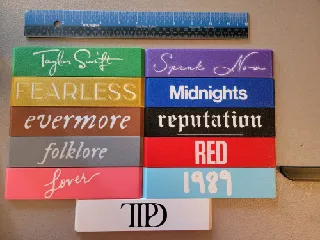 Taylor Swift
Speak Now
FEARLESS
Midnights
evermore
reputation
folklore
RED
Lover
1989
TTPD